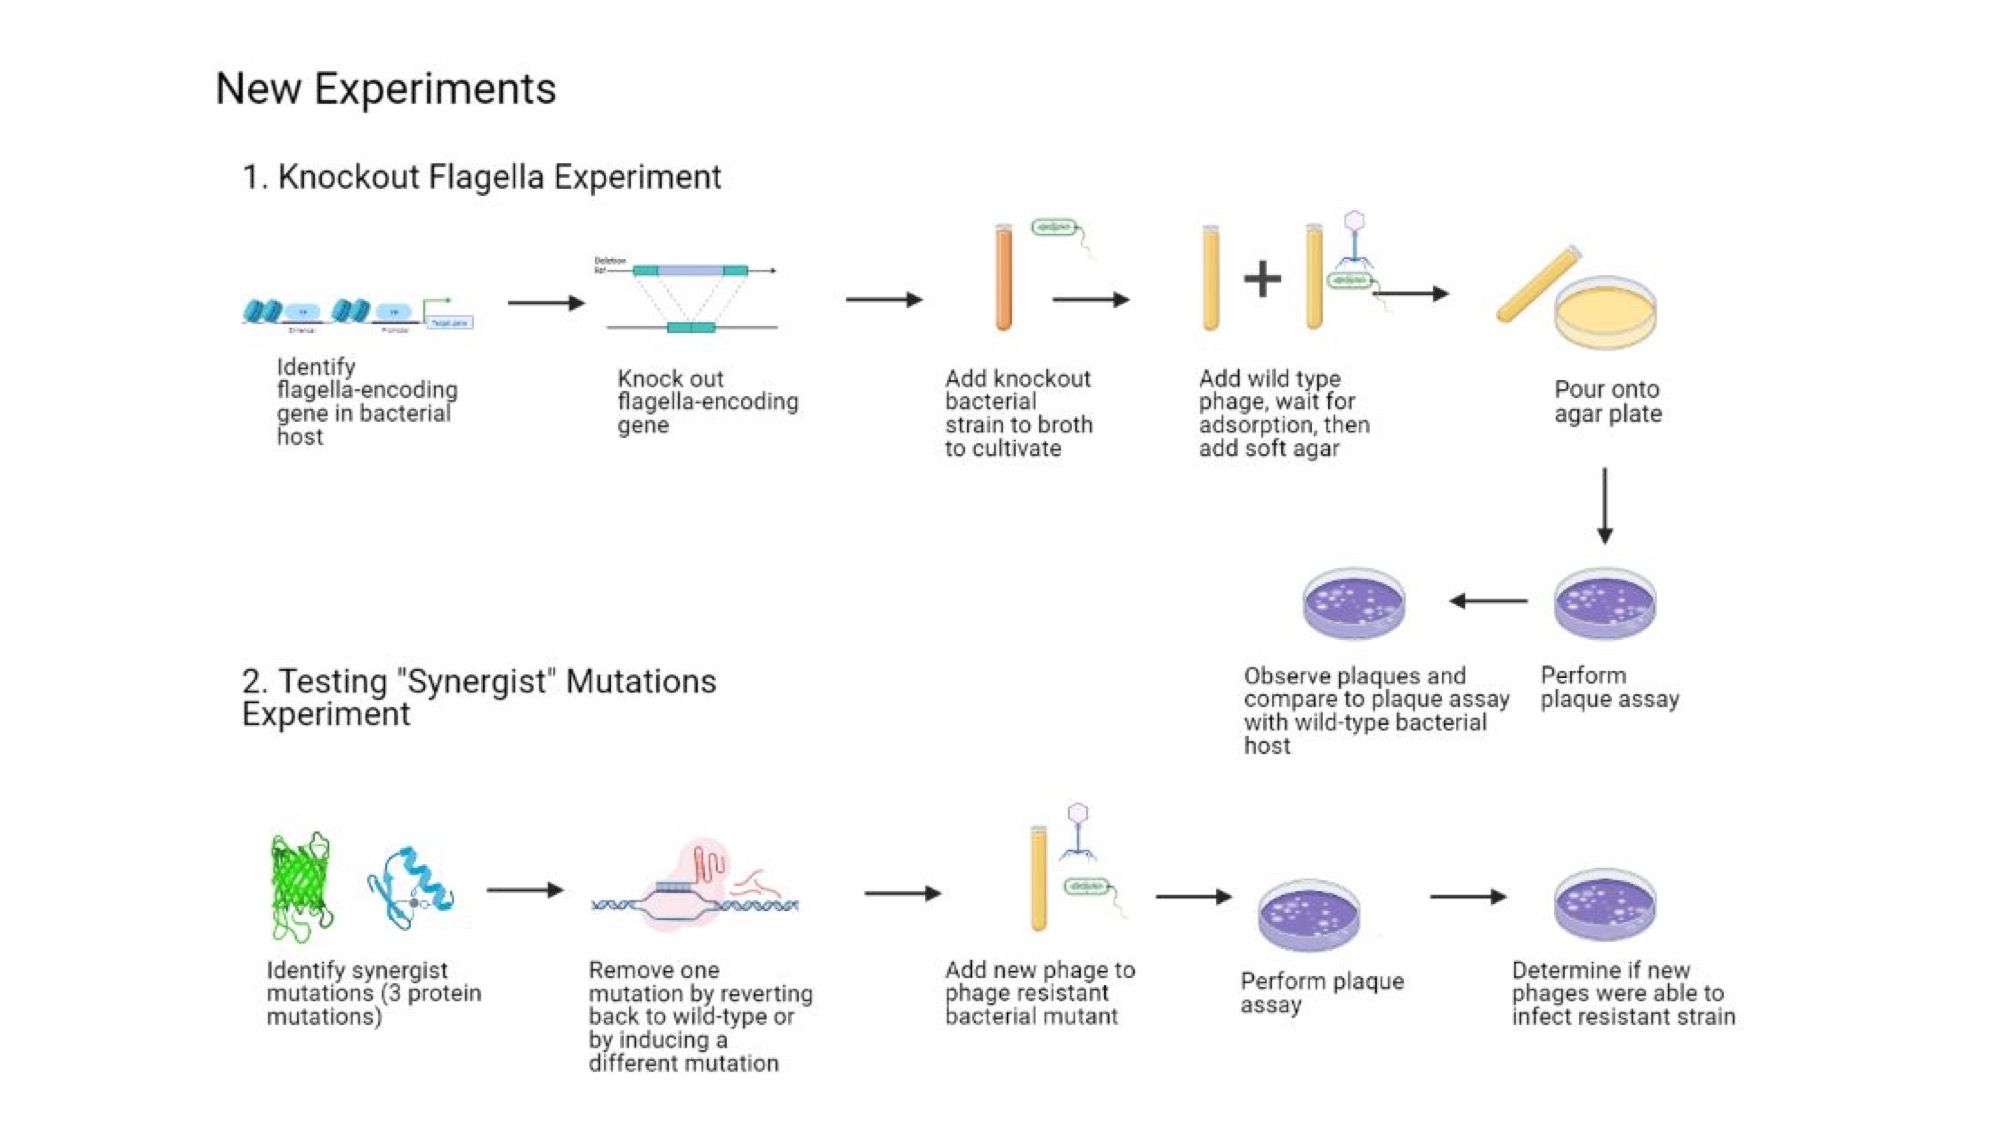 New Experiments
1. Knockout Flagella Experiment
Deletion
Ref
Enhancer
Promoter
Target gene
Identify
flagella-encoding
gene in bacterial
host
Knock out
flagella-encoding
gene
Add knockout
bacterial
strain to broth
to cultivate
Add wild type
phage, wait for
adsorption, then
add soft agar
Pour onto
agar plate
Observe plaques and
compare to plaque assay
with wild-type bacterial
host
Perform
plaque assay
2. Testing "Synergist" Mutations
Experiment
Identify synergist
mutations (3 protein
mutations)
Remove one
mutation by reverting
back to wild-type or
by inducing a
different mutation
Add new phage to
phage resistant
bacterial mutant
Perform plaque
assay
Determine if new
phages were able to
infect resistant strain